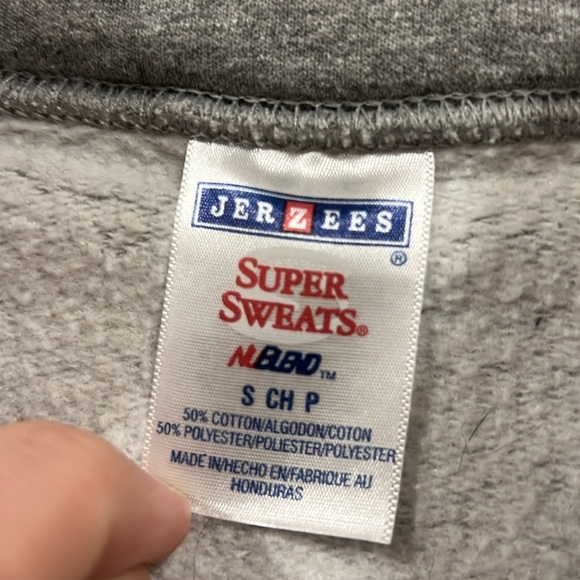 JERZEES
®
SUPER
SWEATS®
NUBLEND™
S CH P
50% COTTON/ALGODON/COTON
50% POLYESTER/POLIESTER/POLYESTER
MADE IN/HECHO EN/FABRIQUE AU
HONDURAS